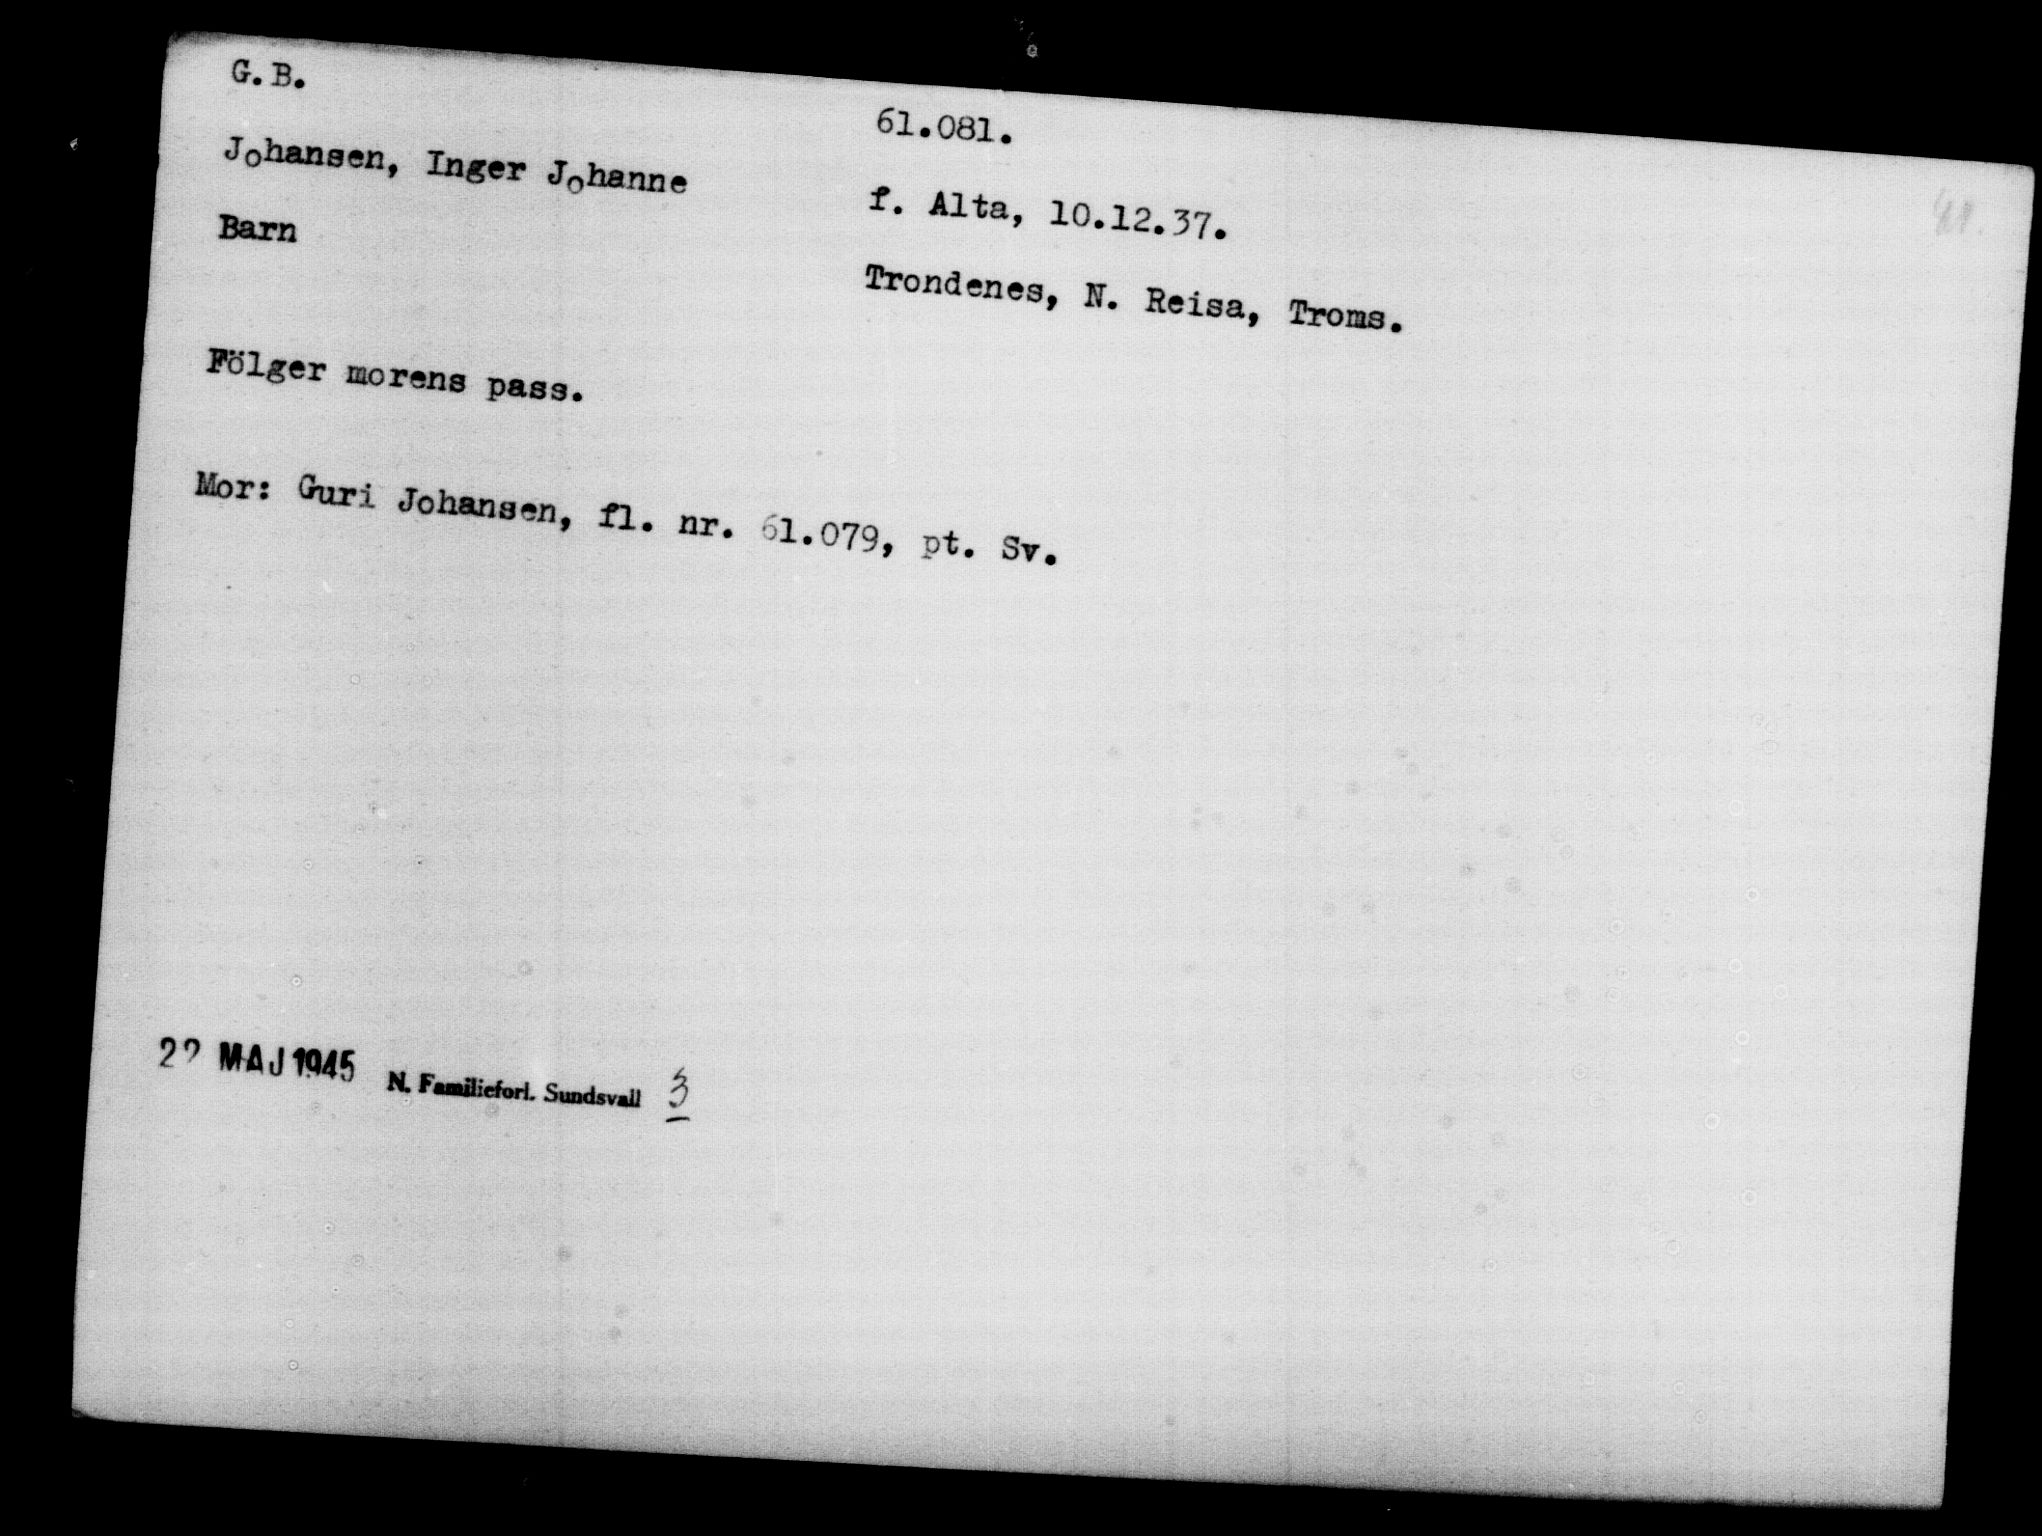 G.B.
61.081.
Johansen, Inger Johanne
f. Alta, 10.12.37.
Barn
Trondenes, N. Reisa, Troms.
Fölger morens pass.
Mor: Guri Johansen, fl. nr. 61.079, pt. Sv.
22 MAJ 1945 N. Familieforl. Sundsvall 3